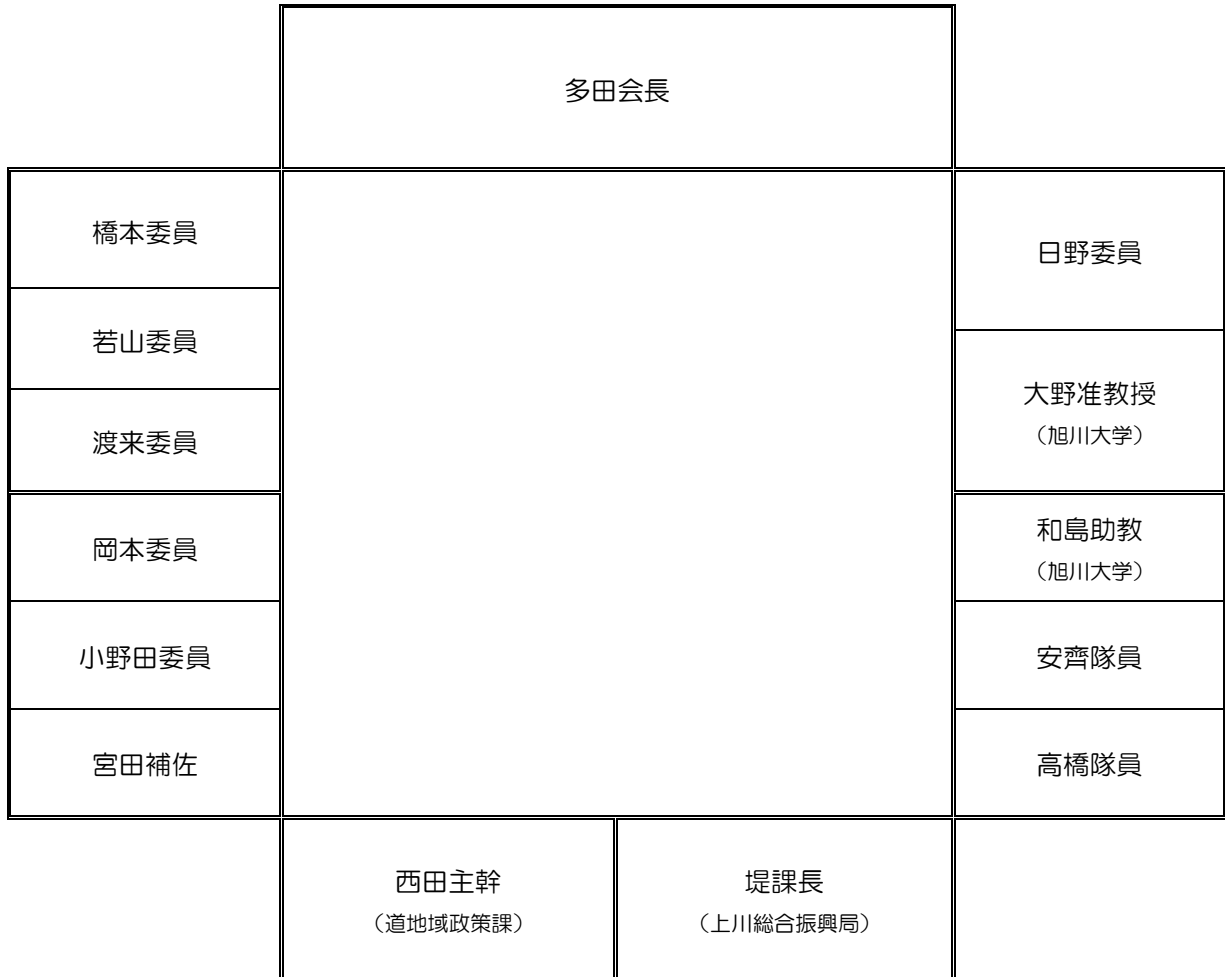 多田会長
橋本委員
若山委員
渡来委員
岡本委員
小野田委員
宮田補佐
日野委員
大野准教授
（旭川大学）
和島助教
（旭川大学）
安齊隊員
高橋隊員
西田主幹
（道地域政策課）
堤課長
（上川総合振興局）